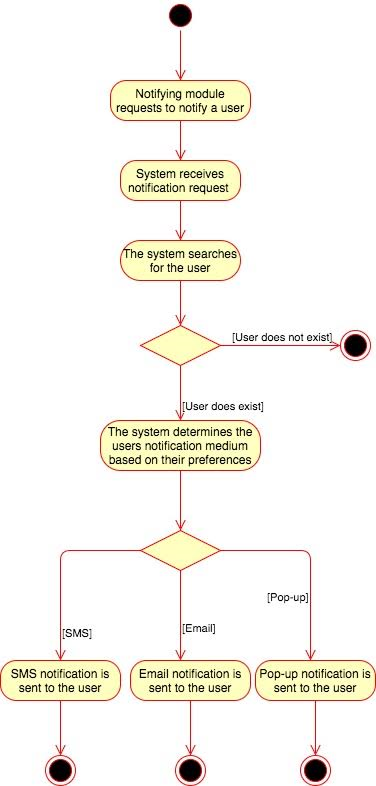 Notifying module
requests to notify a user
System receives
notification request
The system searches
for the user
[User does not exist]
[User does exist]
The system determines the
users notification medium
based on their preferences
[Pop-up]
[SMS]
[Email]
SMS notification is
sent to the user
Email notification is
sent to the user
Pop-up notification is
sent to the user